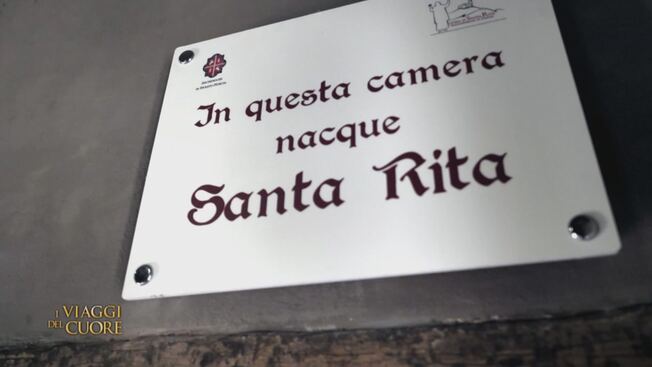 In questa camera
nacque
Santa Rita
I VIAGGI
DEL CUORE